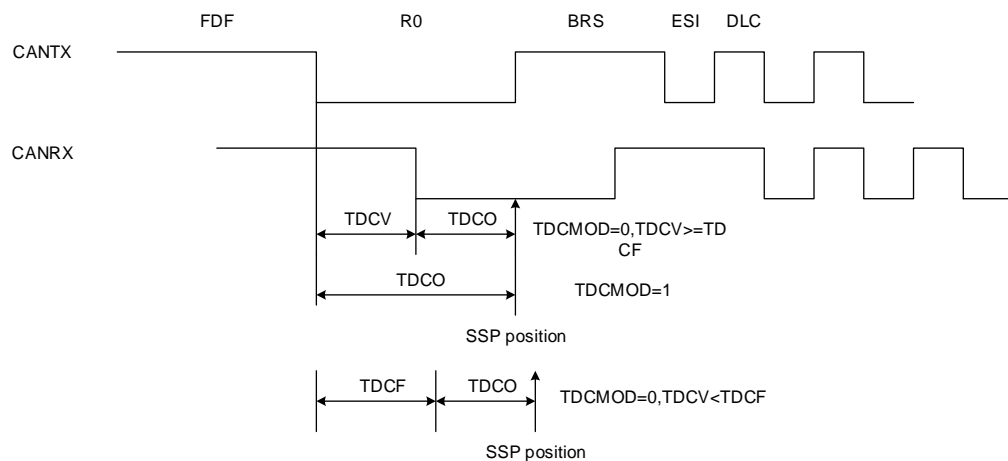 FDF R0 BRS ESI DLC
CANTX
CANRX
TDCV TDCO TDCMOD=0,TDCV>=TD
CF
TDCO TDCMOD=1
SSP position
TDCF TDCO TDCMOD=0,TDCV<TDCF
SSP position